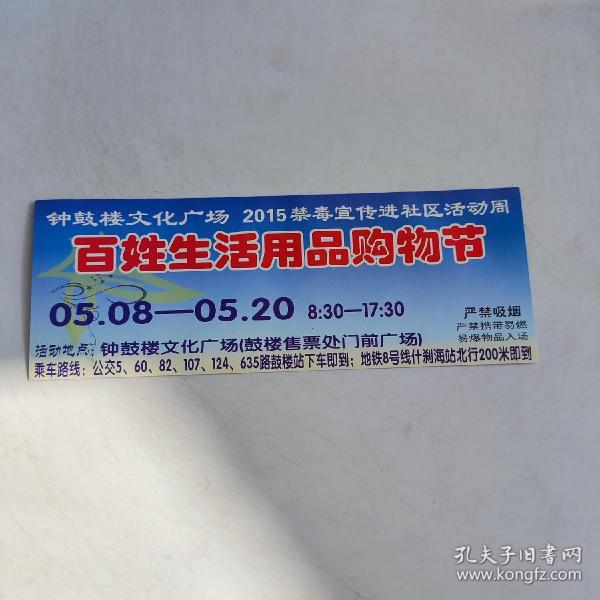 钟鼓楼文化广场 2015禁毒宣传进社区活动周
百姓生活用品购物节
05.08—05.20 8:30—17:30
严禁吸烟
严禁携带易燃
易爆物品入场
活动地点：钟鼓楼文化广场(鼓楼售票处门前广场)
乘车路线：公交5、60、82、107、124、635路鼓楼站下车即到；地铁8号线什刹海站北行200米即到
孔夫子旧书网
www.kongfz.com